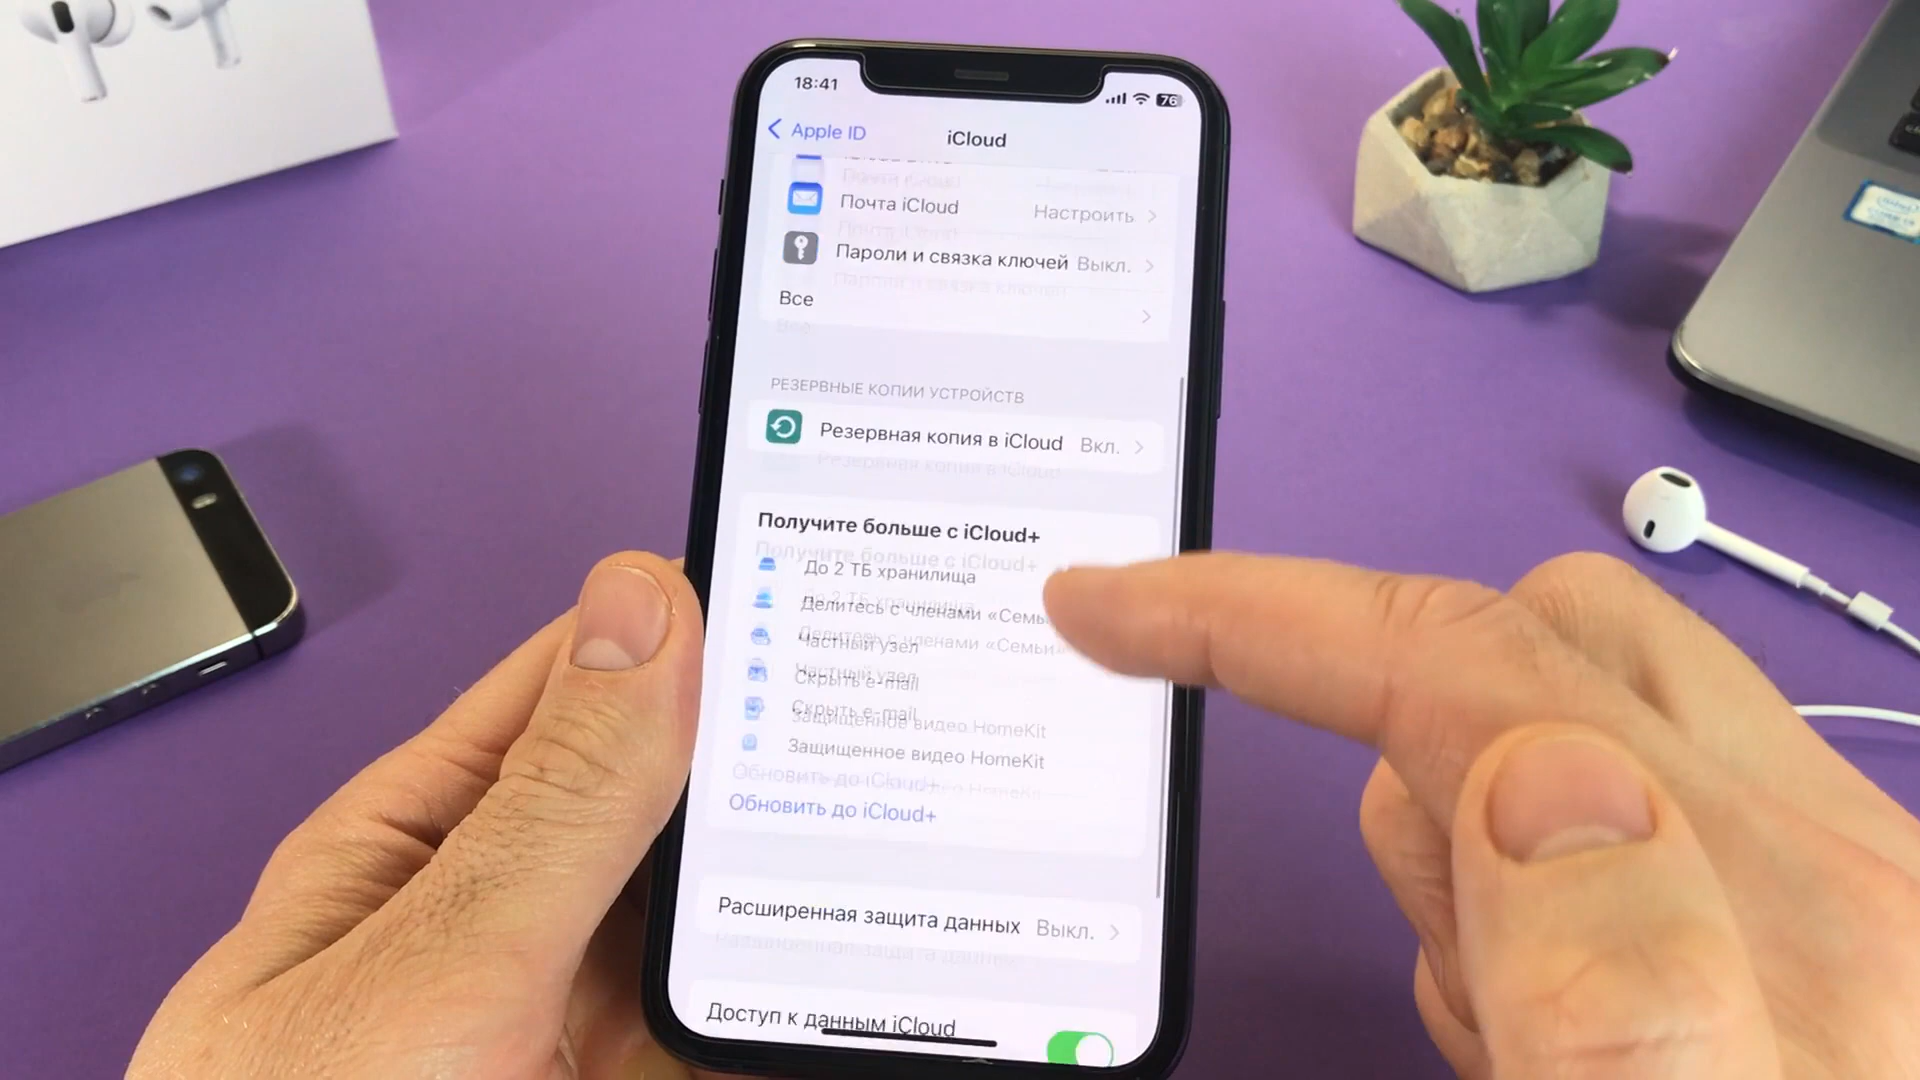 18:41
76
Apple ID
iCloud
Почта iCloud Настроить
Пароли и связка ключей Выкл.
Все
РЕЗЕРВНЫЕ КОПИИ УСТРОЙСТВ
Резервная копия в iCloud Вкл.
Получите больше с iCloud+
До 2 ТБ хранилища
Делитесь с членами «Семьи»
Частный узел
Скрыть e-mail
Защищенное видео HomeKit
Обновить до iCloud+
Расширенная защита данных Выкл.
Доступ к данным iCloud